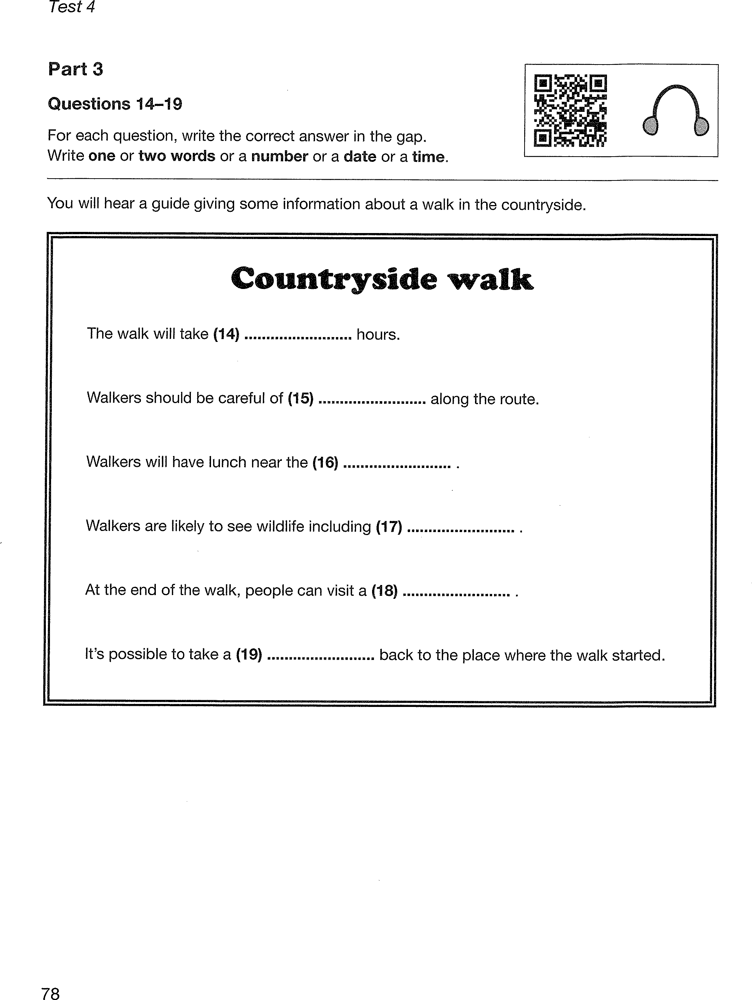 Test 4
Part 3
Questions 14–19
For each question, write the correct answer in the gap.
Write one or two words or a number or a date or a time.
You will hear a guide giving some information about a walk in the countryside.
Countryside walk
The walk will take (14) ......................... hours.
Walkers should be careful of (15) ......................... along the route.
Walkers will have lunch near the (16) ......................... .
Walkers are likely to see wildlife including (17) ......................... .
At the end of the walk, people can visit a (18) ......................... .
It's possible to take a (19) ......................... back to the place where the walk started.
78